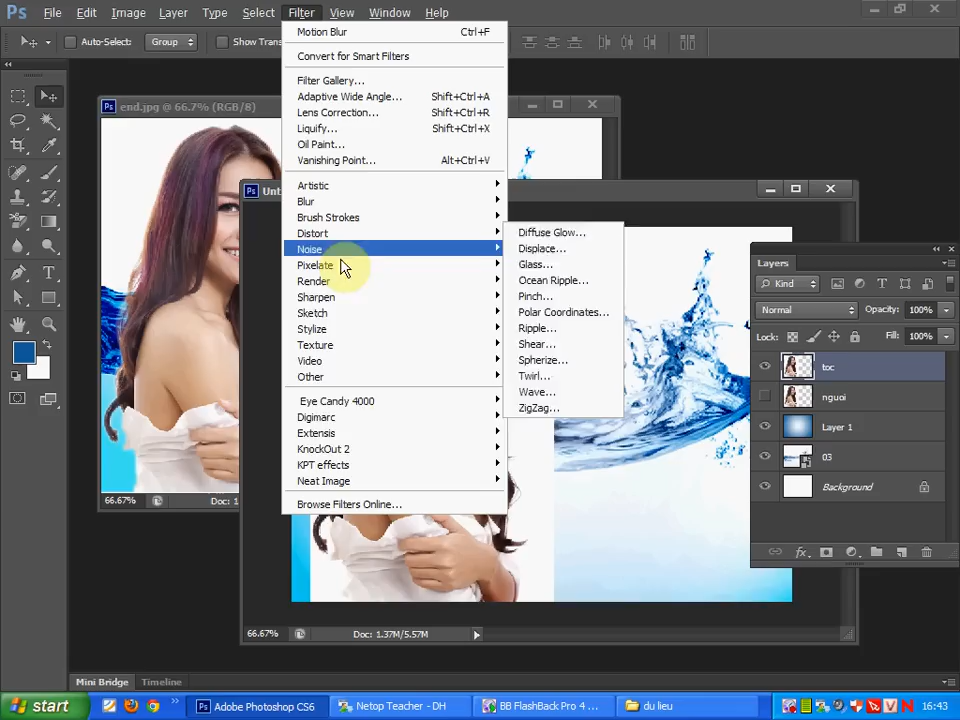 Ps File Edit Image Layer Type Select Filter View Window Help
Auto-Select: Group Show Trans
Motion Blur Ctrl+F
Convert for Smart Filters
Filter Gallery...
Adaptive Wide Angle... Shift+Ctrl+A
Lens Correction... Shift+Ctrl+R
Liquify... Shift+Ctrl+X
Oil Paint...
Vanishing Point... Alt+Ctrl+V
Artistic
Blur
Brush Strokes
Distort
Noise
Pixelate
Render
Sharpen
Sketch
Stylize
Texture
Video
Other
Eye Candy 4000
Digimarc
Extensis
KnockOut 2
KPT effects
Neat Image
Browse Filters Online...
Diffuse Glow...
Displace...
Glass...
Ocean Ripple...
Pinch...
Polar Coordinates...
Ripple...
Shear...
Spherize...
Twirl...
Wave...
ZigZag...
Ps end.jpg @ 66.7% (RGB/8)
66.67% Doc: 1
Ps Unt
66.67% Doc: 1.37M/5.57M
Layers
Kind
Normal Opacity: 100%
Lock: Fill: 100%
toc
nguoi
Layer 1
03
Background
fx
Mini Bridge Timeline
start Ps Adobe Photoshop CS6 Netop Teacher - DH BB FlashBack Pro 4 ... du lieu 16:43